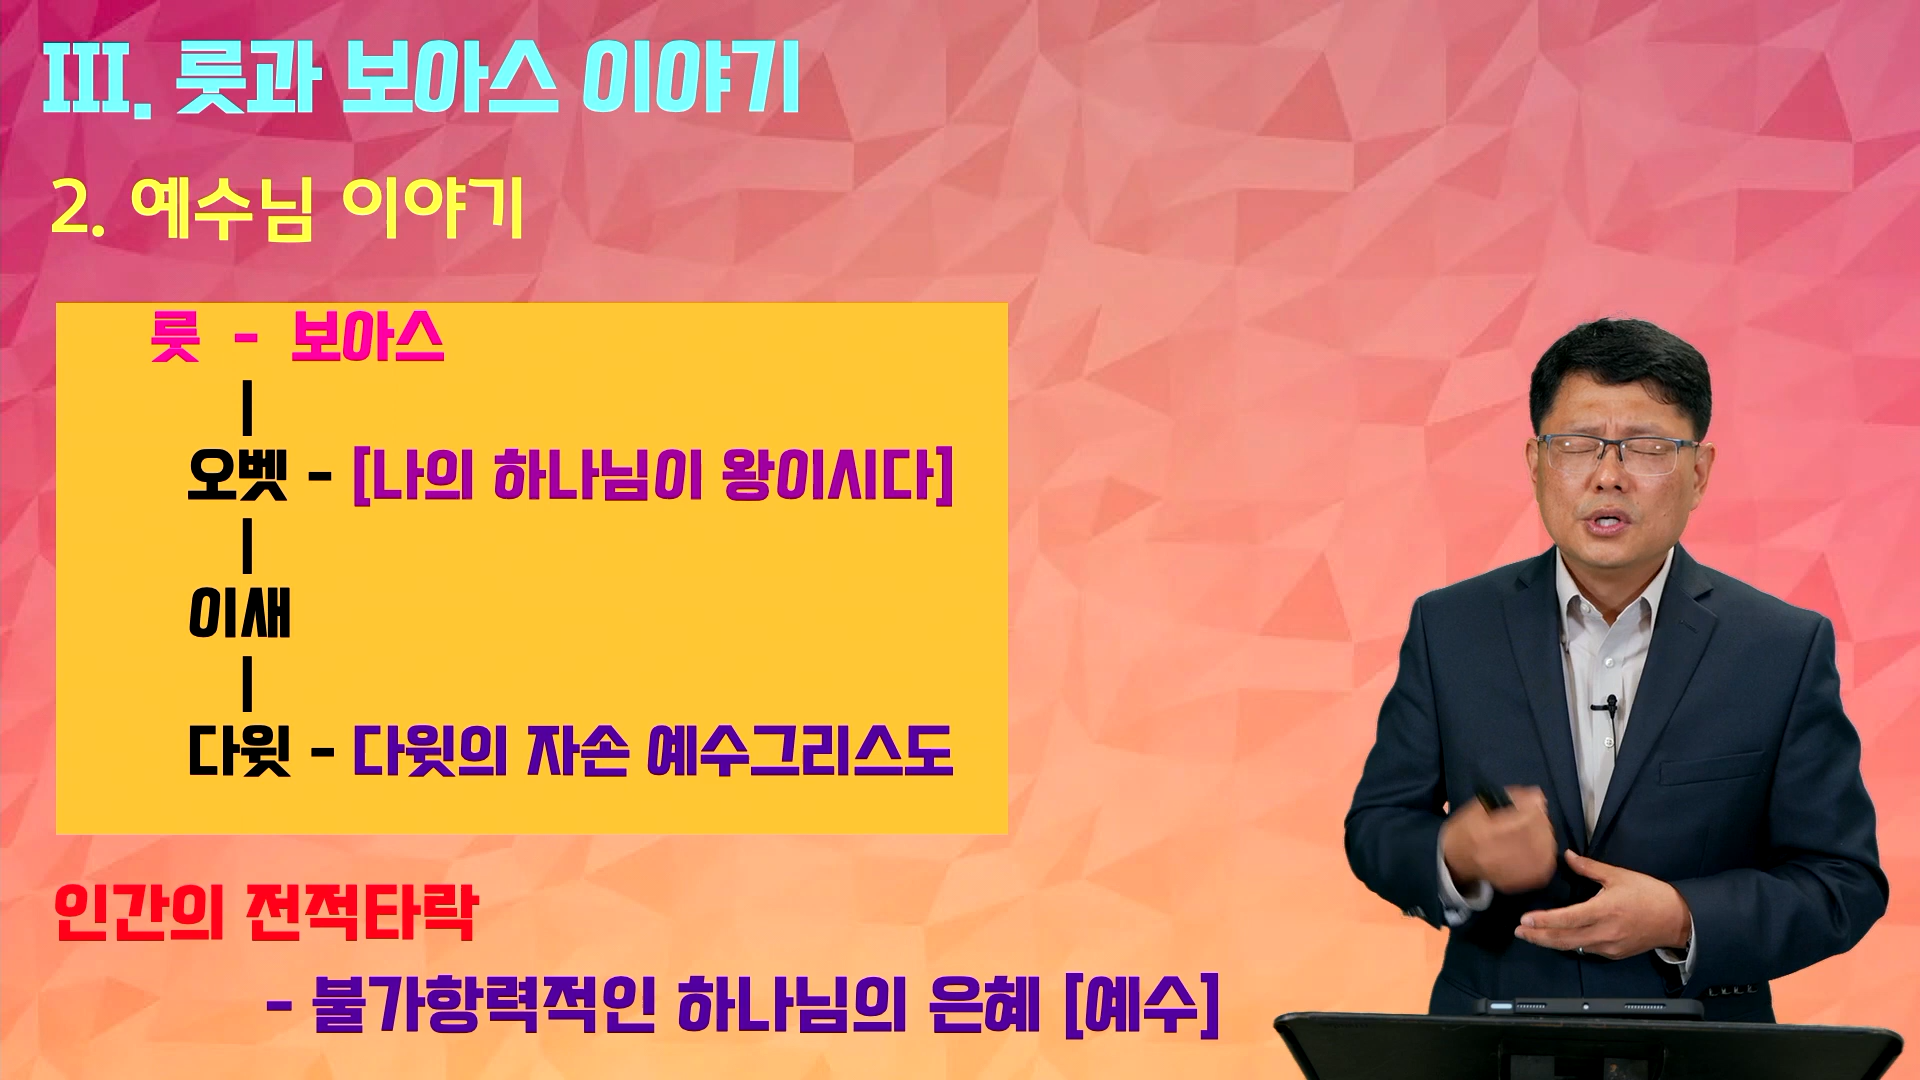 III. 룻과 보아스 이야기
2. 예수님 이야기
룻 - 보아스
|
오벳 - [나의 하나님이 왕이시다]
|
이새
|
다윗 - 다윗의 자손 예수그리스도
인간의 전적타락
- 불가항력적인 하나님의 은혜 [예수]